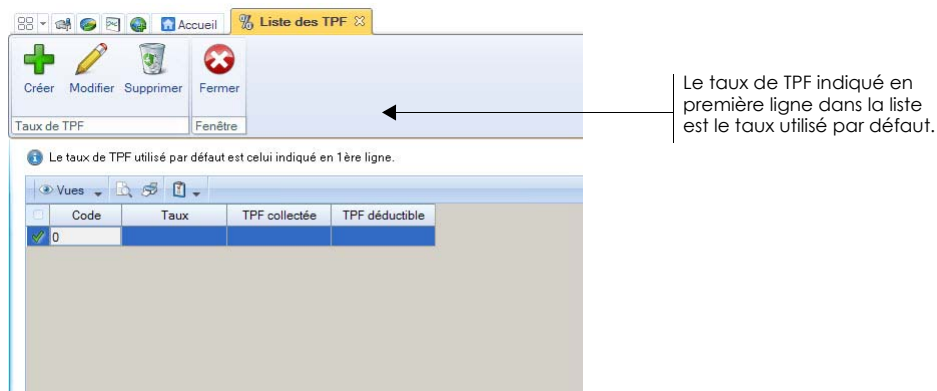 Accueil
Liste des TPF
Créer Modifier Supprimer Fermer
Taux de TPF Fenêtre
Le taux de TPF indiqué en
première ligne dans la liste
est le taux utilisé par défaut.
Le taux de TPF utilisé par défaut est celui indiqué en 1ère ligne.
Vues
Code Taux TPF collectée TPF déductible
0